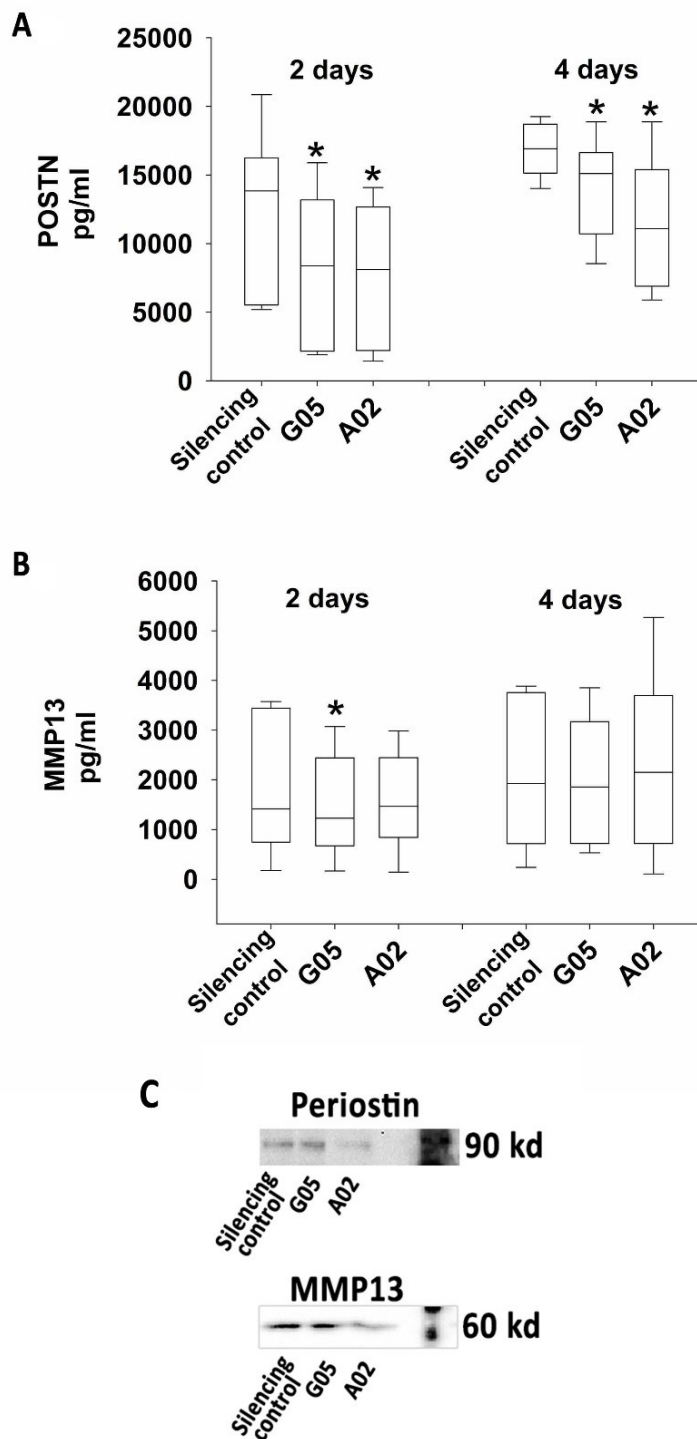 A
25000
20000
15000
10000
5000
0
POSTN
pg/ml
2 days
4 days
* *
* *
Silencing
control
G05
A02
Silencing
control
G05
A02
B
6000
5000
4000
3000
2000
1000
0
MMP13
pg/ml
2 days
4 days
*
Silencing
control
G05
A02
Silencing
control
G05
A02
C
Periostin
90 kd
Silencing
control
G05
A02
MMP13
60 kd
Silencing
control
G05
A02